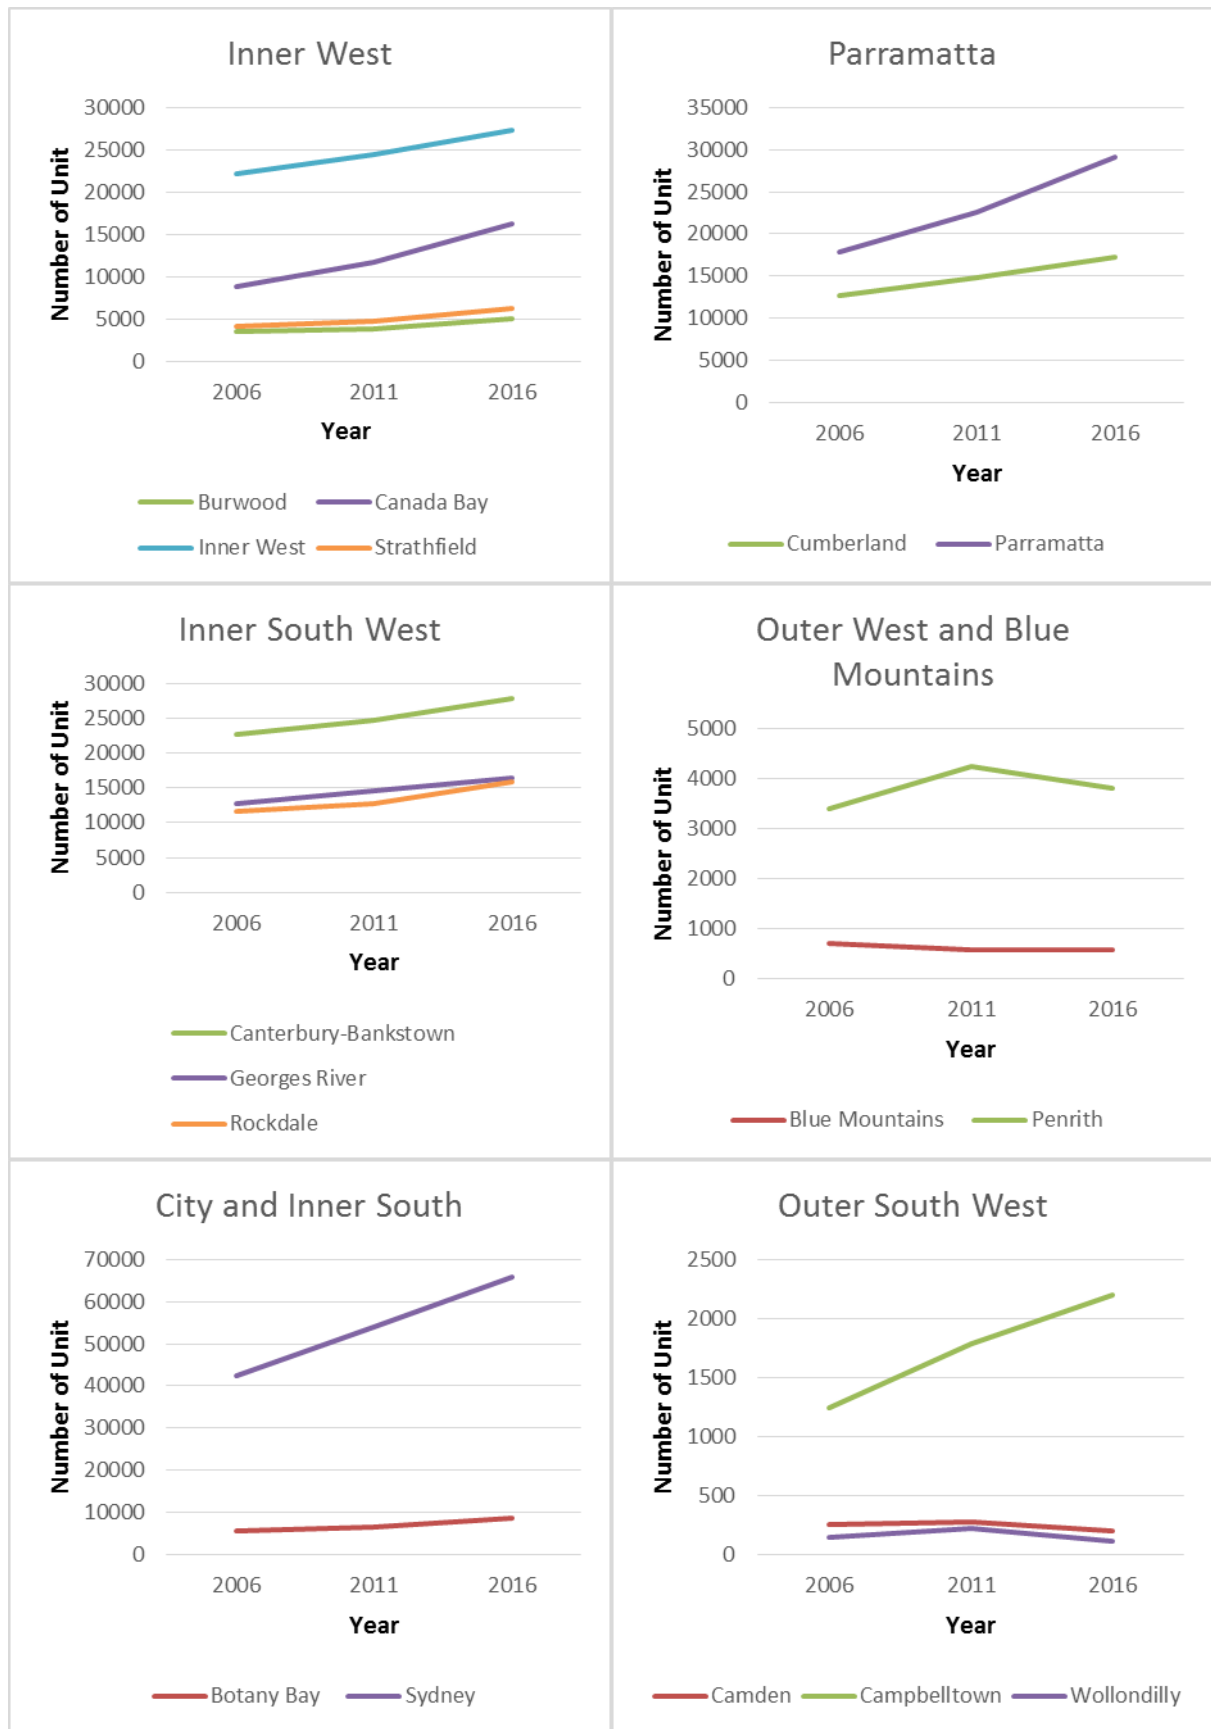 Inner West
30000
25000
20000
15000
10000
5000
0
Number of Unit
2006 2011 2016
Year
Burwood Canada Bay
Inner West Strathfield
Parramatta
35000
30000
25000
20000
15000
10000
5000
0
Number of Unit
2006 2011 2016
Year
Cumberland Parramatta
Inner South West
30000
25000
20000
15000
10000
5000
0
Number of Unit
2006 2011 2016
Year
Canterbury-Bankstown
Georges River
Rockdale
Outer West and Blue
Mountains
5000
4000
3000
2000
1000
0
Number of Unit
2006 2011 2016
Year
Blue Mountains Penrith
City and Inner South
70000
60000
50000
40000
30000
20000
10000
0
Number of Unit
2006 2011 2016
Year
Botany Bay Sydney
Outer South West
2500
2000
1500
1000
500
0
Number of Unit
2006 2011 2016
Year
Camden Campbelltown Wollondilly